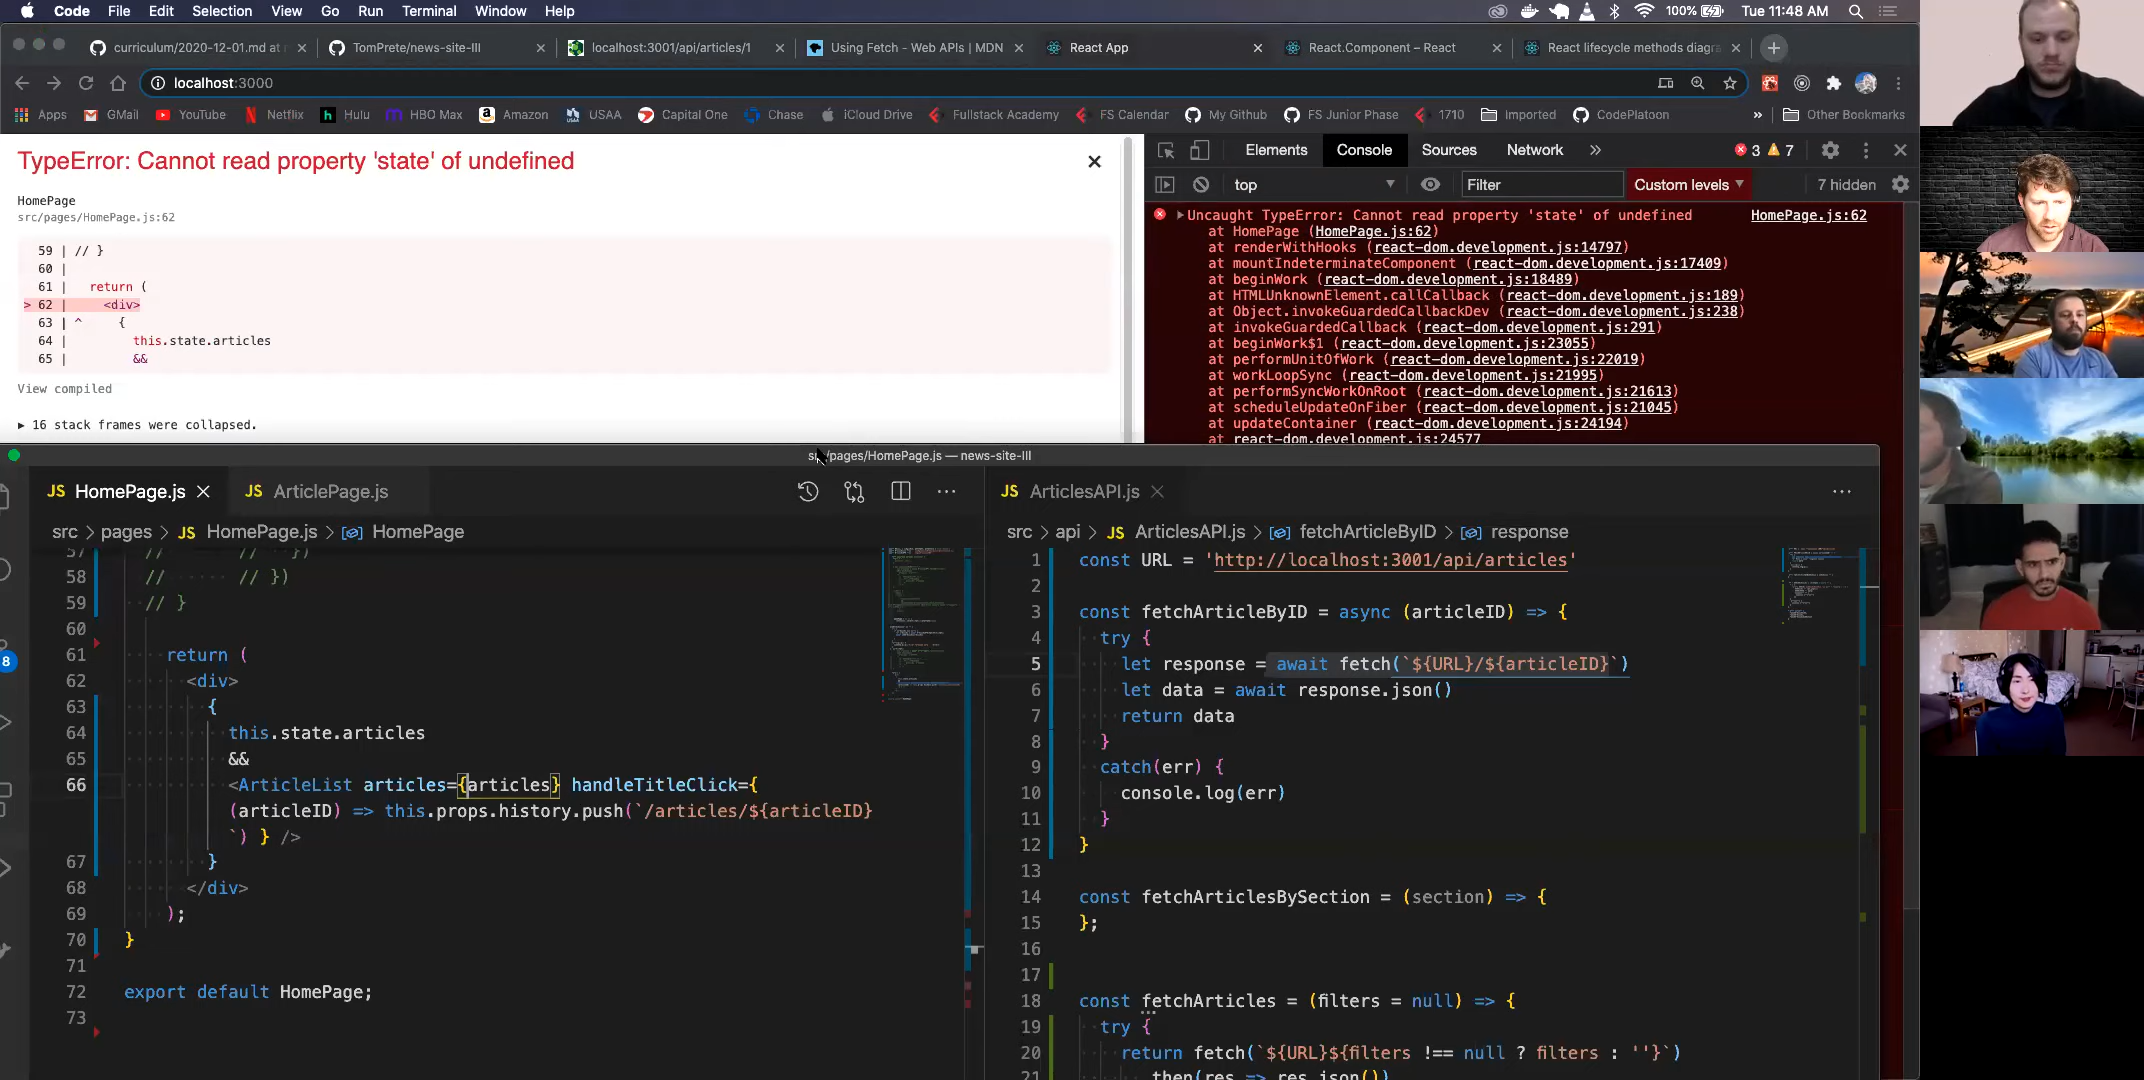 Code File Edit Selection View Go Run Terminal Window Help 100% Tue 11:48 AM
curriculum/2020-12-01.md at
TomPrete/news-site-III
localhost:3001/api/articles/1
Using Fetch - Web APIs | MDN
React App
React.Component – React
React lifecycle methods diagra
localhost:3000
Apps GMail YouTube Netflix Hulu HBO Max Amazon USAA Capital One Chase iCloud Drive Fullstack Academy FS Calendar My Github FS Junior Phase 1710 Imported CodePlatoon » Other Bookmarks
TypeError: Cannot read property 'state' of undefined
HomePage
src/pages/HomePage.js:62
59 | // }
60 |
61 | return (
> 62 | <div>
63 | ^ {
64 | this.state.articles
65 | &&
View compiled
▶ 16 stack frames were collapsed.
Elements Console Sources Network » 3 7
top Filter Custom levels 7 hidden
Uncaught TypeError: Cannot read property 'state' of undefined HomePage.js:62
at HomePage (HomePage.js:62)
at renderWithHooks (react-dom.development.js:14797)
at mountIndeterminateComponent (react-dom.development.js:17409)
at beginWork (react-dom.development.js:18489)
at HTMLUnknownElement.callCallback (react-dom.development.js:189)
at Object.invokeGuardedCallbackDev (react-dom.development.js:238)
at invokeGuardedCallback (react-dom.development.js:291)
at beginWork$1 (react-dom.development.js:23055)
at performUnitOfWork (react-dom.development.js:22019)
at workLoopSync (react-dom.development.js:21995)
at performSyncWorkOnRoot (react-dom.development.js:21613)
at scheduleUpdateOnFiber (react-dom.development.js:21045)
at updateContainer (react-dom.development.js:24194)
at react-dom.development.js:24577
src/pages/HomePage.js — news-site-III
8
JS HomePage.js JS ArticlePage.js
src > pages > JS HomePage.js > HomePage
57 // // })
58 // // })
59 // }
60
61 return (
62 <div>
63 {
64 this.state.articles
65 &&
66 <ArticleList articles={articles} handleTitleClick={
(articleID) => this.props.history.push(`/articles/${articleID}
`) } />
67 }
68 </div>
69 );
70 }
71
72 export default HomePage;
73
JS ArticlesAPI.js
src > api > JS ArticlesAPI.js > fetchArticleByID > response
1 const URL = 'http://localhost:3001/api/articles'
2
3 const fetchArticleByID = async (articleID) => {
4 try {
5 let response = await fetch(`${URL}/${articleID}`)
6 let data = await response.json()
7 return data
8 }
9 catch(err) {
10 console.log(err)
11 }
12 }
13
14 const fetchArticlesBySection = (section) => {
15 };
16
17
18 const fetchArticles = (filters = null) => {
19 try {
20 return fetch(`${URL}${filters !== null ? filters : ''}`)
21 .then(res => res.json())